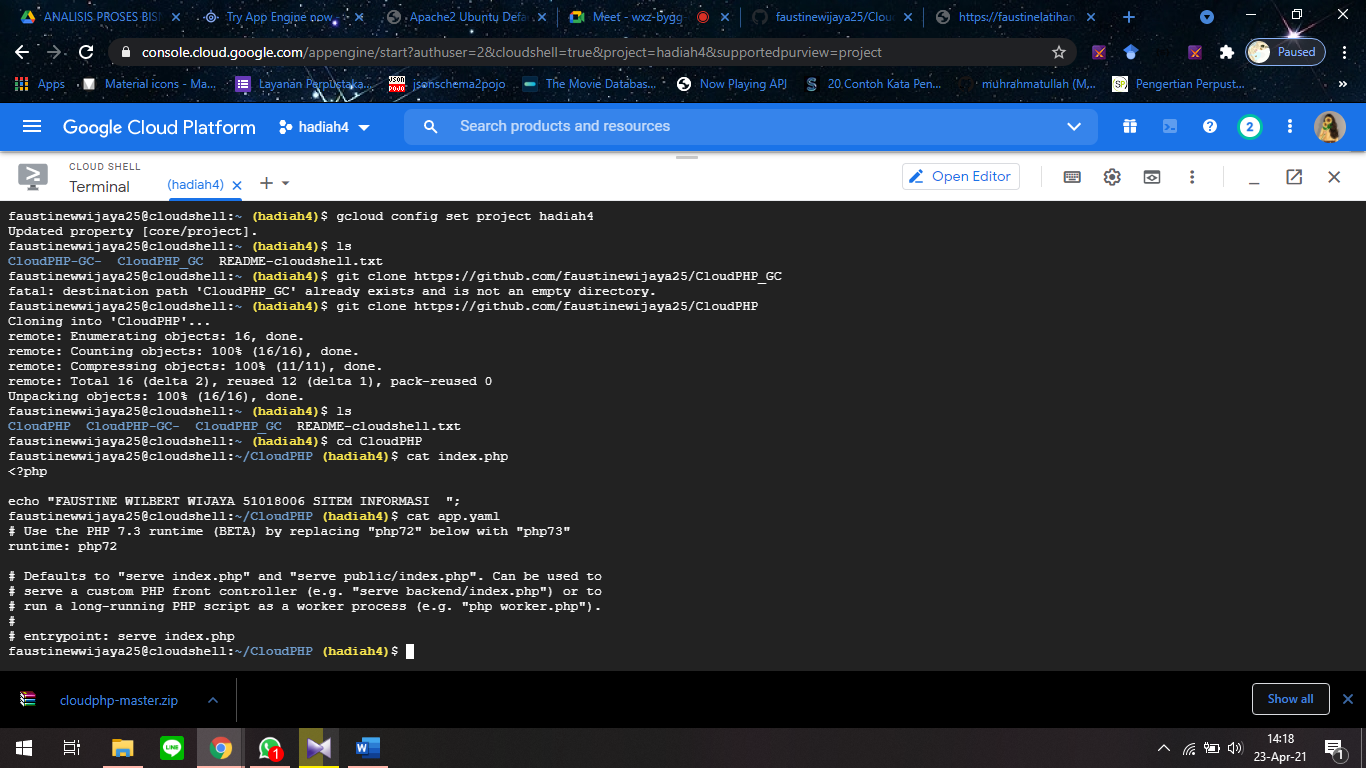 ANALISIS PROSES BIS
Try App Engine now
Apache2 Ubuntu Defa
Meet - wxz-bygg
faustinewijaya25/Clou
https://faustinelatihan
console.cloud.google.com/appengine/start?authuser=2&cloudshell=true&project=hadiah4&supportedpurview=project
Paused
Apps
Material icons - Ma...
Layanan Perpustaka...
JSON POJO
jsonschema2pojo
The Movie Databas...
Now Playing API
20 Contoh Kata Pen...
muhrahmatullah (M,...
SP
Pengertian Perpust...
Google Cloud Platform
hadiah4
Search products and resources
2
CLOUD SHELL
Terminal
(hadiah4)
Open Editor
faustinewwijaya25@cloudshell:~ (hadiah4)$ gcloud config set project hadiah4
Updated property [core/project].
faustinewwijaya25@cloudshell:~ (hadiah4)$ ls
CloudPHP-GC-  CloudPHP_GC  README-cloudshell.txt
faustinewwijaya25@cloudshell:~ (hadiah4)$ git clone https://github.com/faustinewijaya25/CloudPHP_GC
fatal: destination path 'CloudPHP_GC' already exists and is not an empty directory.
faustinewwijaya25@cloudshell:~ (hadiah4)$ git clone https://github.com/faustinewijaya25/CloudPHP
Cloning into 'CloudPHP'...
remote: Enumerating objects: 16, done.
remote: Counting objects: 100% (16/16), done.
remote: Compressing objects: 100% (11/11), done.
remote: Total 16 (delta 2), reused 12 (delta 1), pack-reused 0
Unpacking objects: 100% (16/16), done.
faustinewwijaya25@cloudshell:~ (hadiah4)$ ls
CloudPHP  CloudPHP-GC-  CloudPHP_GC  README-cloudshell.txt
faustinewwijaya25@cloudshell:~ (hadiah4)$ cd CloudPHP
faustinewwijaya25@cloudshell:~/CloudPHP (hadiah4)$ cat index.php
<?php
echo "FAUSTINE WILBERT WIJAYA 51018006 SITEM INFORMASI  ";
faustinewwijaya25@cloudshell:~/CloudPHP (hadiah4)$ cat app.yaml
# Use the PHP 7.3 runtime (BETA) by replacing "php72" below with "php73"
runtime: php72
# Defaults to "serve index.php" and "serve public/index.php". Can be used to
# serve a custom PHP front controller (e.g. "serve backend/index.php") or to
# run a long-running PHP script as a worker process (e.g. "php worker.php").
#
# entrypoint: serve index.php
faustinewwijaya25@cloudshell:~/CloudPHP (hadiah4)$
cloudphp-master.zip
Show all
LINE
1
14:18
23-Apr-21
1